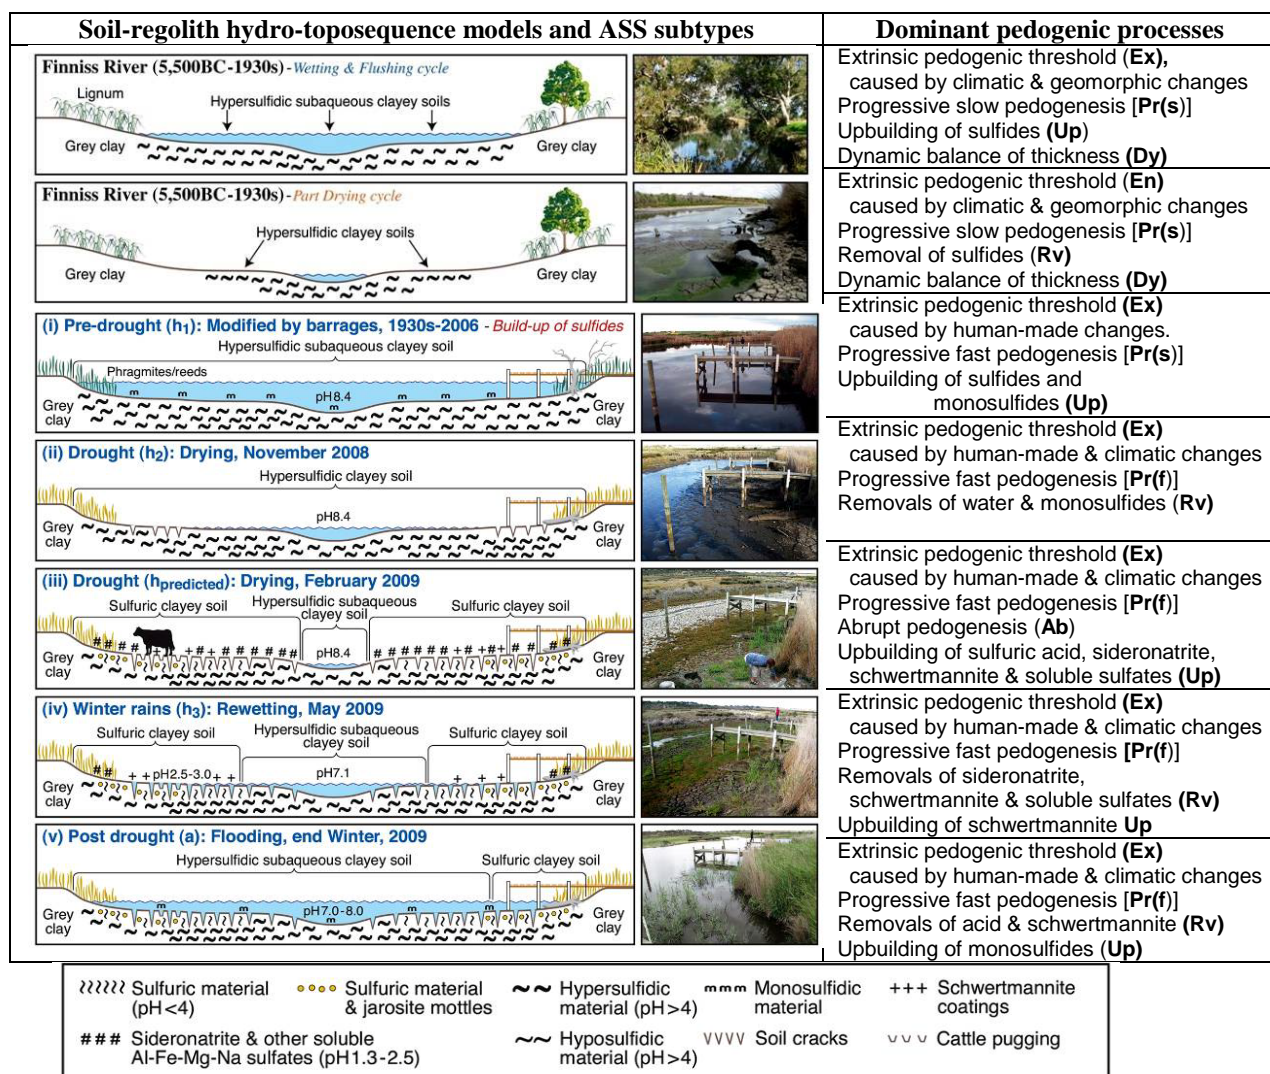 Soil-regolith hydro-toposequence models and ASS subtypes
Dominant pedogenic processes
Finniss River (5,500BC-1930s) - Wetting & Flushing cycle
Lignum
Hypersulfidic subaqueous clayey soils
Grey clay
Grey clay
Extrinsic pedogenic threshold (Ex),
caused by climatic & geomorphic changes
Progressive slow pedogenesis [Pr(s)]
Upbuilding of sulfides (Up)
Dynamic balance of thickness (Dy)
Finniss River (5,500BC-1930s) - Part Drying cycle
Hypersulfidic clayey soils
Grey clay
Grey clay
Extrinsic pedogenic threshold (En)
caused by climatic & geomorphic changes
Progressive slow pedogenesis [Pr(s)]
Removal of sulfides (Rv)
Dynamic balance of thickness (Dy)
(i) Pre-drought (h1): Modified by barrages, 1930s-2006 - Build-up of sulfides
Hypersulfidic subaqueous clayey soil
Phragmites/reeds
m m m m m m
pH8.4
m
Grey
clay
Grey
clay
Extrinsic pedogenic threshold (Ex)
caused by human-made changes.
Progressive fast pedogenesis [Pr(s)]
Upbuilding of sulfides and
monosulfides (Up)
(ii) Drought (h2): Drying, November 2008
Hypersulfidic clayey soil
pH8.4
Grey
clay
Grey
clay
Extrinsic pedogenic threshold (Ex)
caused by human-made & climatic changes
Progressive fast pedogenesis [Pr(f)]
Removals of water & monosulfides (Rv)
(iii) Drought (hpredicted): Drying, February 2009
Sulfuric clayey soil
Hypersulfidic subaqueous
clayey soil
Sulfuric clayey soil
pH8.4
Grey
clay
Grey
clay
Extrinsic pedogenic threshold (Ex)
caused by human-made & climatic changes
Progressive fast pedogenesis [Pr(f)]
Abrupt pedogenesis (Ab)
Upbuilding of sulfuric acid, sideronatrite,
schwertmannite & soluble sulfates (Up)
(iv) Winter rains (h3): Rewetting, May 2009
Sulfuric clayey soil
Hypersulfidic subaqueous
clayey soil
Sulfuric clayey soil
## + + pH2.5-3.0 + +
pH7.1
+ + + ##
Grey
clay
Grey
clay
Extrinsic pedogenic threshold (Ex)
caused by human-made & climatic changes
Progressive fast pedogenesis [Pr(f)]
Removals of sideronatrite,
schwertmannite & soluble sulfates (Rv)
Upbuilding of schwertmannite Up
(v) Post drought (a): Flooding, end Winter, 2009
Hypersulfidic subaqueous clayey soil
Sulfuric clayey soil
pH7.0-8.0
m m m m m
Grey
clay
Grey
clay
Extrinsic pedogenic threshold (Ex)
caused by human-made & climatic changes
Progressive fast pedogenesis [Pr(f)]
Removals of acid & schwertmannite (Rv)
Upbuilding of monosulfides (Up)
Sulfuric material
(pH<4)
Sulfuric material
& jarosite mottles
Hypersulfidic
material (pH>4)
mmm Monosulfidic
material
+++ Schwertmannite
coatings
### Sideronatrite & other soluble
Al-Fe-Mg-Na sulfates (pH1.3-2.5)
Hyposulfidic
material (pH>4)
Soil cracks
Cattle pugging